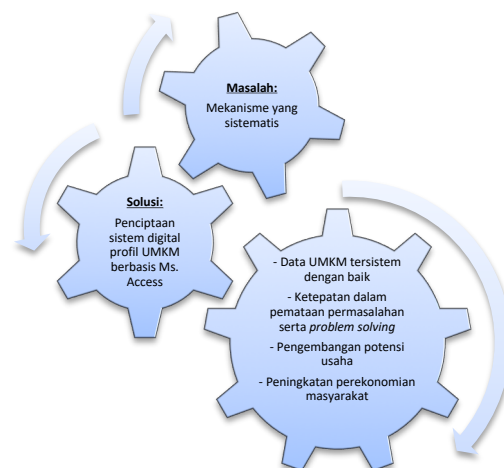 Masalah:
Mekanisme yang
sistematis
Solusi:
Penciptaan
sistem digital
profil UMKM
berbasis Ms.
Access
- Data UMKM tersistem
dengan baik
- Ketepatan dalam
pemataan permasalahan
serta problem solving
- Pengembangan potensi
usaha
- Peningkatan perekonomian
masyarakat